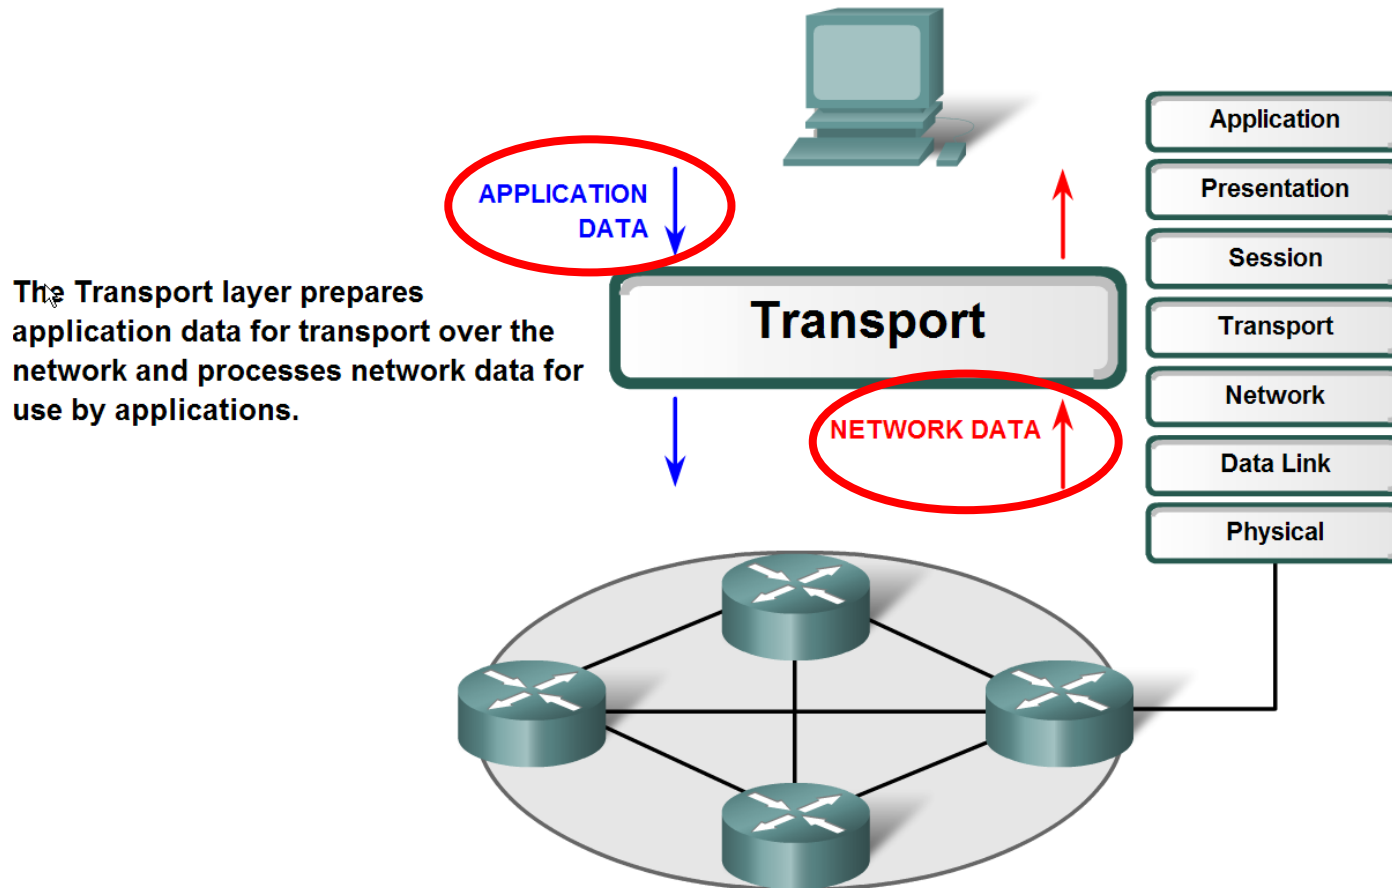 APPLICATION
DATA
The Transport layer prepares
application data for transport over the
network and processes network data for
use by applications.
Transport
NETWORK DATA
Application
Presentation
Session
Transport
Network
Data Link
Physical